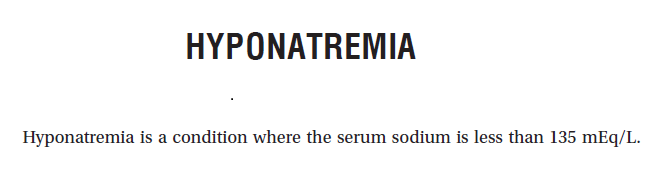 HYPONATREMIA
.
Hyponatremia is a condition where the serum sodium is less than 135 mEq/L.